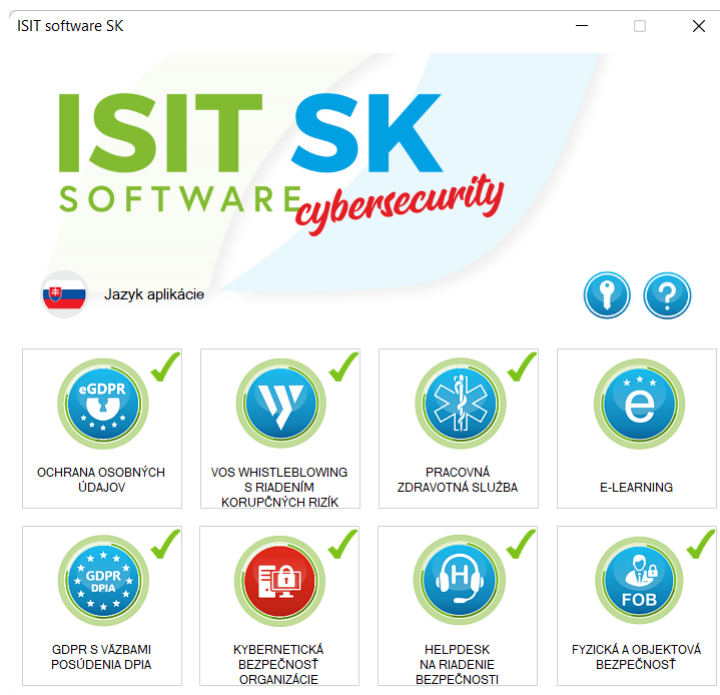 ISIT software SK
ISIT SK
SOFTWARE
cybersecurity
Jazyk aplikácie
eGDPR
OCHRANA OSOBNÝCH
ÚDAJOV
VOS WHISTLEBLOWING
S RIADENÍM
KORUPČNÝCH RIZÍK
PRACOVNÁ
ZDRAVOTNÁ SLUŽBA
e
E-LEARNING
GDPR
DPIA
GDPR S VÄZBAMI
POSÚDENIA DPIA
KYBERNETICKÁ
BEZPEČNOSŤ
ORGANIZÁCIE
H
HELPDESK
NA RIADENIE
BEZPEČNOSTI
FOB
FYZICKÁ A OBJEKTOVÁ
BEZPEČNOSŤ